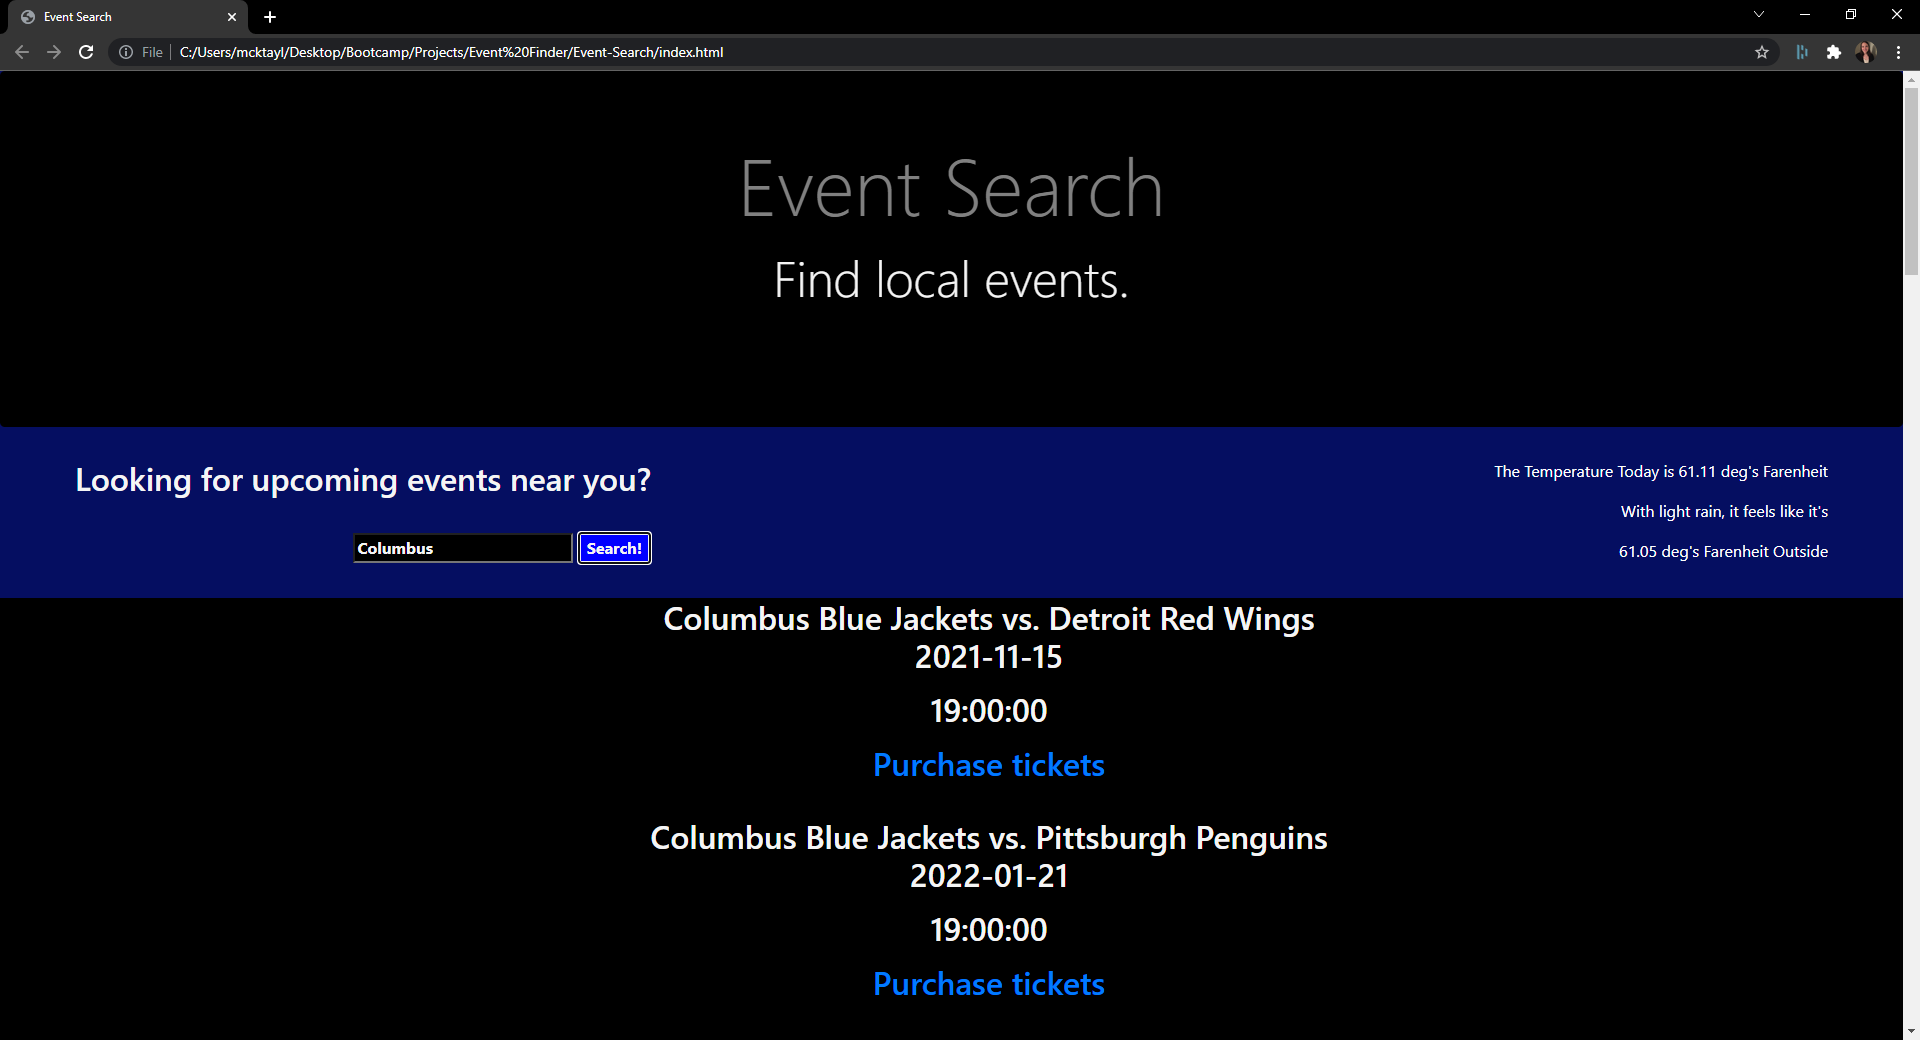 Event Search
File
C:/Users/mcktayl/Desktop/Bootcamp/Projects/Event%20Finder/Event-Search/index.html
Event Search
Find local events.
Looking for upcoming events near you?
Columbus Search!
The Temperature Today is 61.11 deg's Farenheit
With light rain, it feels like it's
61.05 deg's Farenheit Outside
Columbus Blue Jackets vs. Detroit Red Wings
2021-11-15
19:00:00
Purchase tickets
Columbus Blue Jackets vs. Pittsburgh Penguins
2022-01-21
19:00:00
Purchase tickets